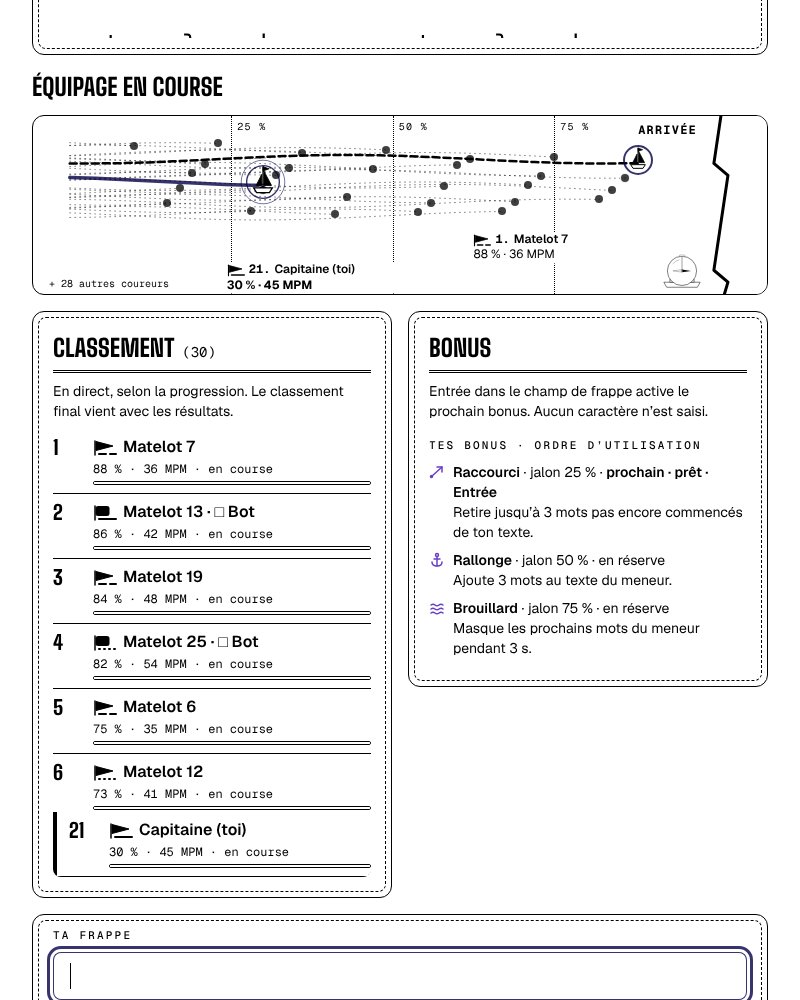 ÉQUIPAGE EN COURSE
25 %
50 %
75 %
ARRIVÉE
1. Matelot 7
88 % · 36 MPM
21. Capitaine (toi)
30 % · 45 MPM
+ 28 autres coureurs
CLASSEMENT (30)
En direct, selon la progression. Le classement
final vient avec les résultats.
1 Matelot 7
88 % · 36 MPM · en course
2 Matelot 13 · □ Bot
86 % · 42 MPM · en course
3 Matelot 19
84 % · 48 MPM · en course
4 Matelot 25 · □ Bot
82 % · 54 MPM · en course
5 Matelot 6
75 % · 35 MPM · en course
6 Matelot 12
73 % · 41 MPM · en course
21 Capitaine (toi)
30 % · 45 MPM · en course
BONUS
Entrée dans le champ de frappe active le
prochain bonus. Aucun caractère n’est saisi.
TES BONUS · ORDRE D'UTILISATION
Raccourci · jalon 25 % · prochain · prêt ·
Entrée
Retire jusqu’à 3 mots pas encore commencés
de ton texte.
Rallonge · jalon 50 % · en réserve
Ajoute 3 mots au texte du meneur.
Brouillard · jalon 75 % · en réserve
Masque les prochains mots du meneur
pendant 3 s.
TA FRAPPE